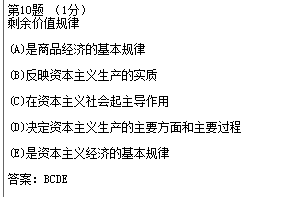 第10题 （1分）
剩余价值规律
(A)是商品经济的基本规律
(B)反映资本主义生产的实质
(C)在资本主义社会起主导作用
(D)决定资本主义生产的主要方面和主要过程
(E)是资本主义经济的基本规律
答案：BCDE